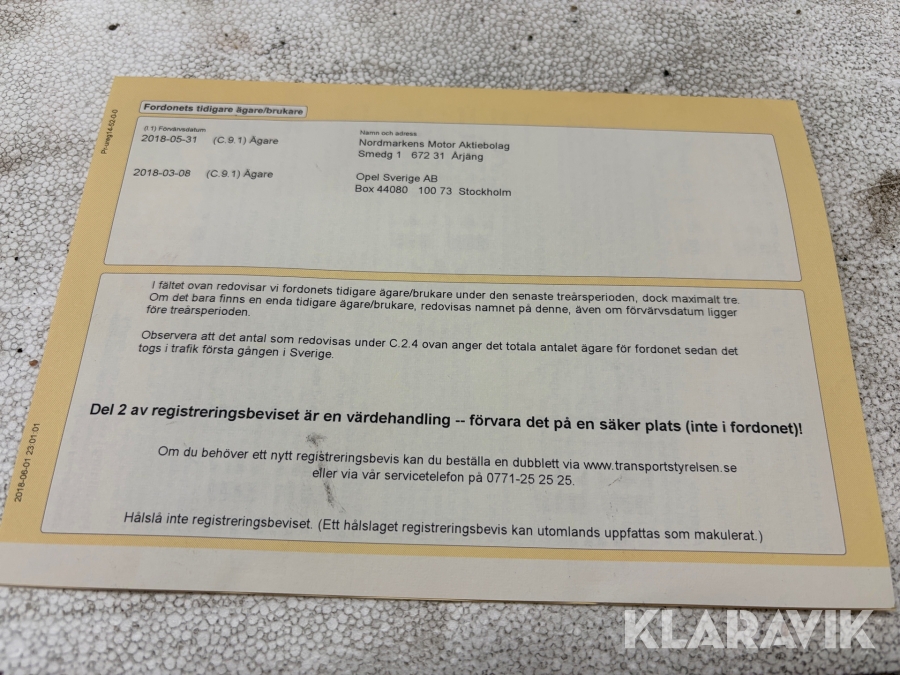 Fordonets tidigare ägare/brukare
(I.1) Förvärvsdatum
Namn och adress
2018-05-31 (C.9.1) Ägare
Nordmarkens Motor Aktiebolag
Smedg 1 672 31 Årjäng
2018-03-08 (C.9.1) Ägare
Opel Sverige AB
Box 44080 100 73 Stockholm
I fältet ovan redovisar vi fordonets tidigare ägare/brukare under den senaste treårsperioden, dock maximalt tre.
Om det bara finns en enda tidigare ägare/brukare, redovisas namnet på denne, även om förvärvsdatum ligger
före treårsperioden.
Observera att det antal som redovisas under C.2.4 ovan anger det totala antalet ägare för fordonet sedan det
togs i trafik första gången i Sverige.
Del 2 av registreringsbeviset är en värdehandling -- förvara det på en säker plats (inte i fordonet)!
Om du behöver ett nytt registreringsbevis kan du beställa en dubblett via www.transportstyrelsen.se
eller via vår servicetelefon på 0771-25 25 25.
Hålslå inte registreringsbeviset. (Ett hålslaget registreringsbevis kan utomlands uppfattas som makulerat.)
2018-06-01 23:01:01
KLARAVIK